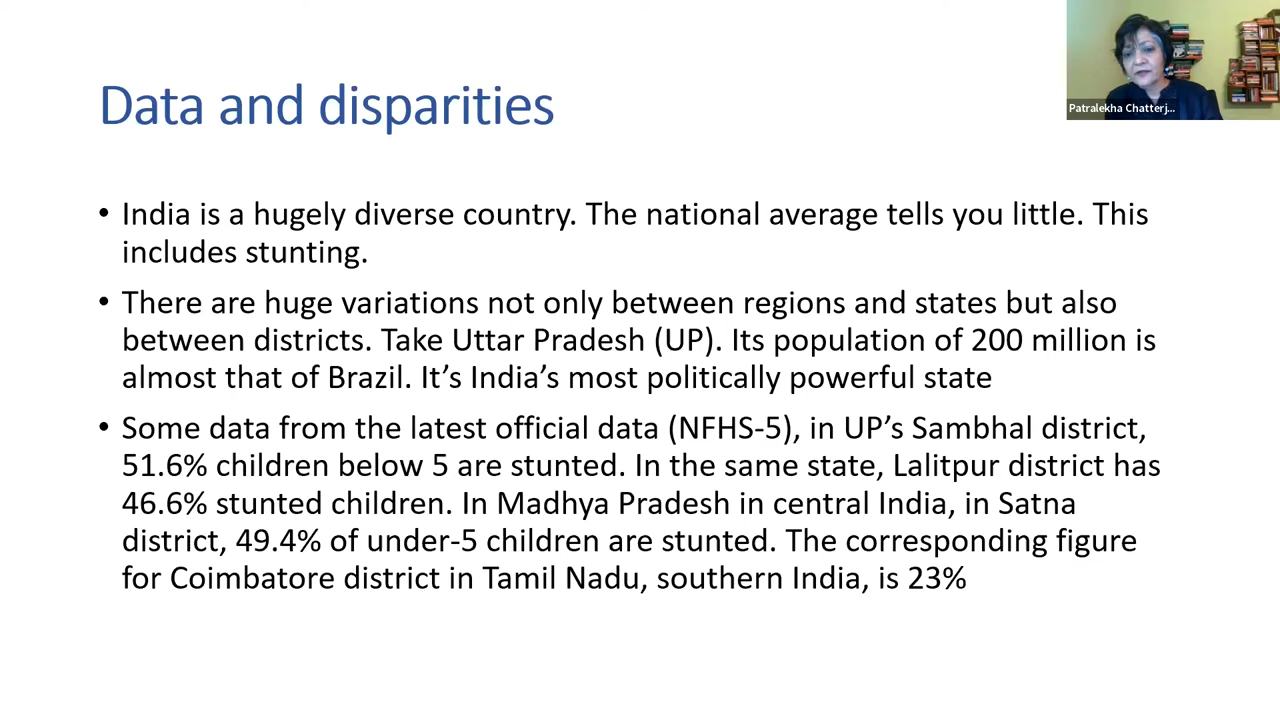 Patralekha Chatterj...
Data and disparities
• India is a hugely diverse country. The national average tells you little. This
includes stunting.
• There are huge variations not only between regions and states but also
between districts. Take Uttar Pradesh (UP). Its population of 200 million is
almost that of Brazil. It’s India’s most politically powerful state
• Some data from the latest official data (NFHS-5), in UP’s Sambhal district,
51.6% children below 5 are stunted. In the same state, Lalitpur district has
46.6% stunted children. In Madhya Pradesh in central India, in Satna
district, 49.4% of under-5 children are stunted. The corresponding figure
for Coimbatore district in Tamil Nadu, southern India, is 23%